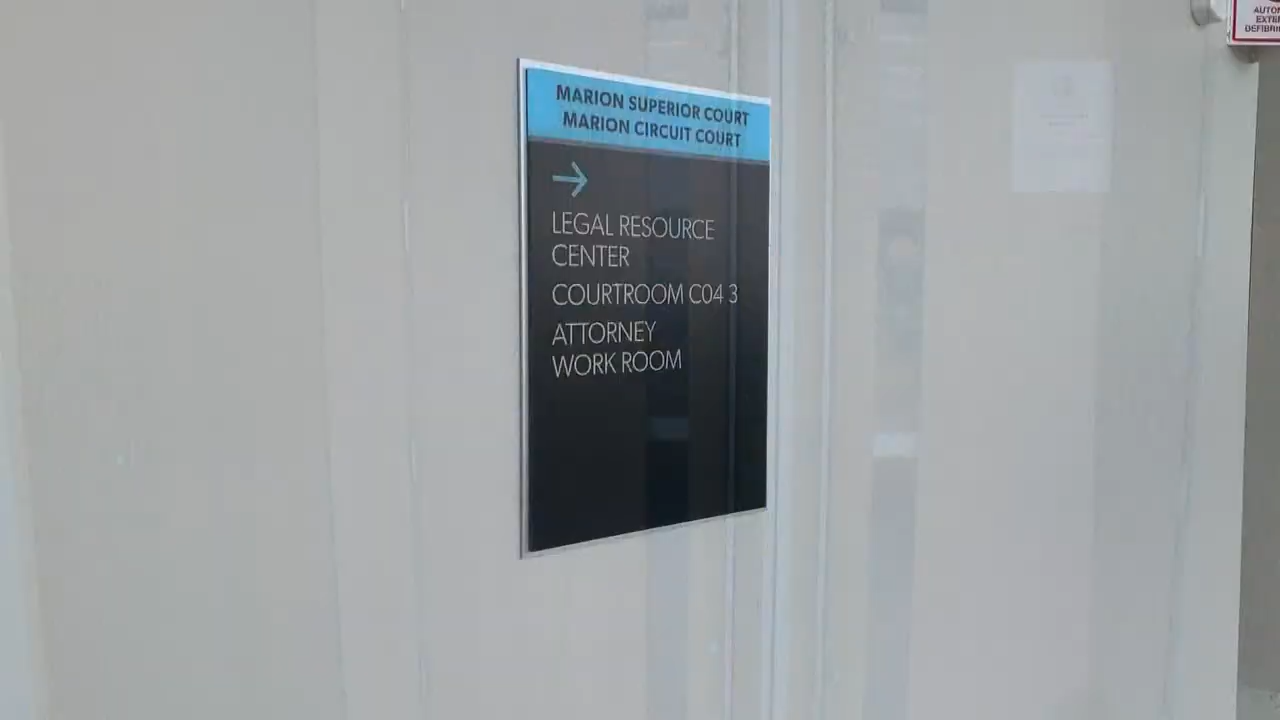 MARION SUPERIOR COURT
MARION CIRCUIT COURT
→
LEGAL RESOURCE
CENTER
COURTROOM C04 3
ATTORNEY
WORK ROOM